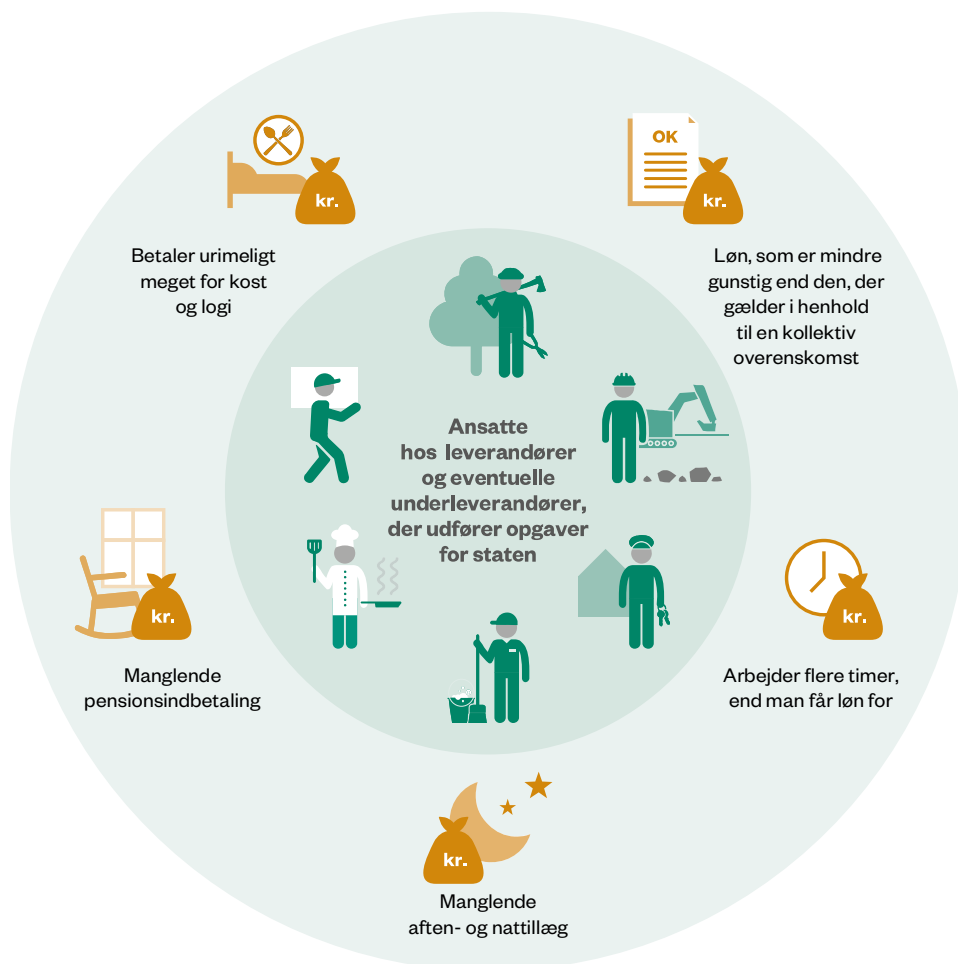 OK
kr.
kr.
Betaler urimeligt
meget for kost
og logi
Løn, som er mindre
gunstig end den, der
gælder i henhold
til en kollektiv
overenskomst
Ansatte
hos leverandører
og eventuelle
underleverandører,
der udfører opgaver
for staten
kr.
kr.
Manglende
pensionsindbetaling
Arbejder flere timer,
end man får løn for
kr.
Manglende
aften- og nattillæg